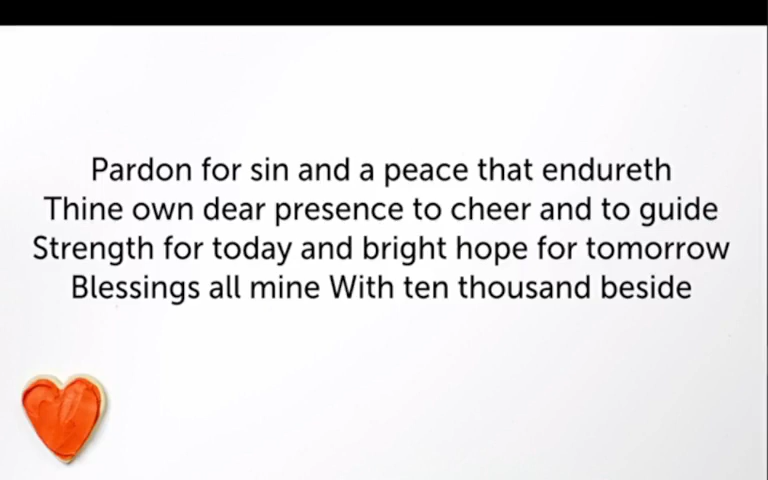 Pardon for sin and a peace that endureth
Thine own dear presence to cheer and to guide
Strength for today and bright hope for tomorrow
Blessings all mine With ten thousand beside